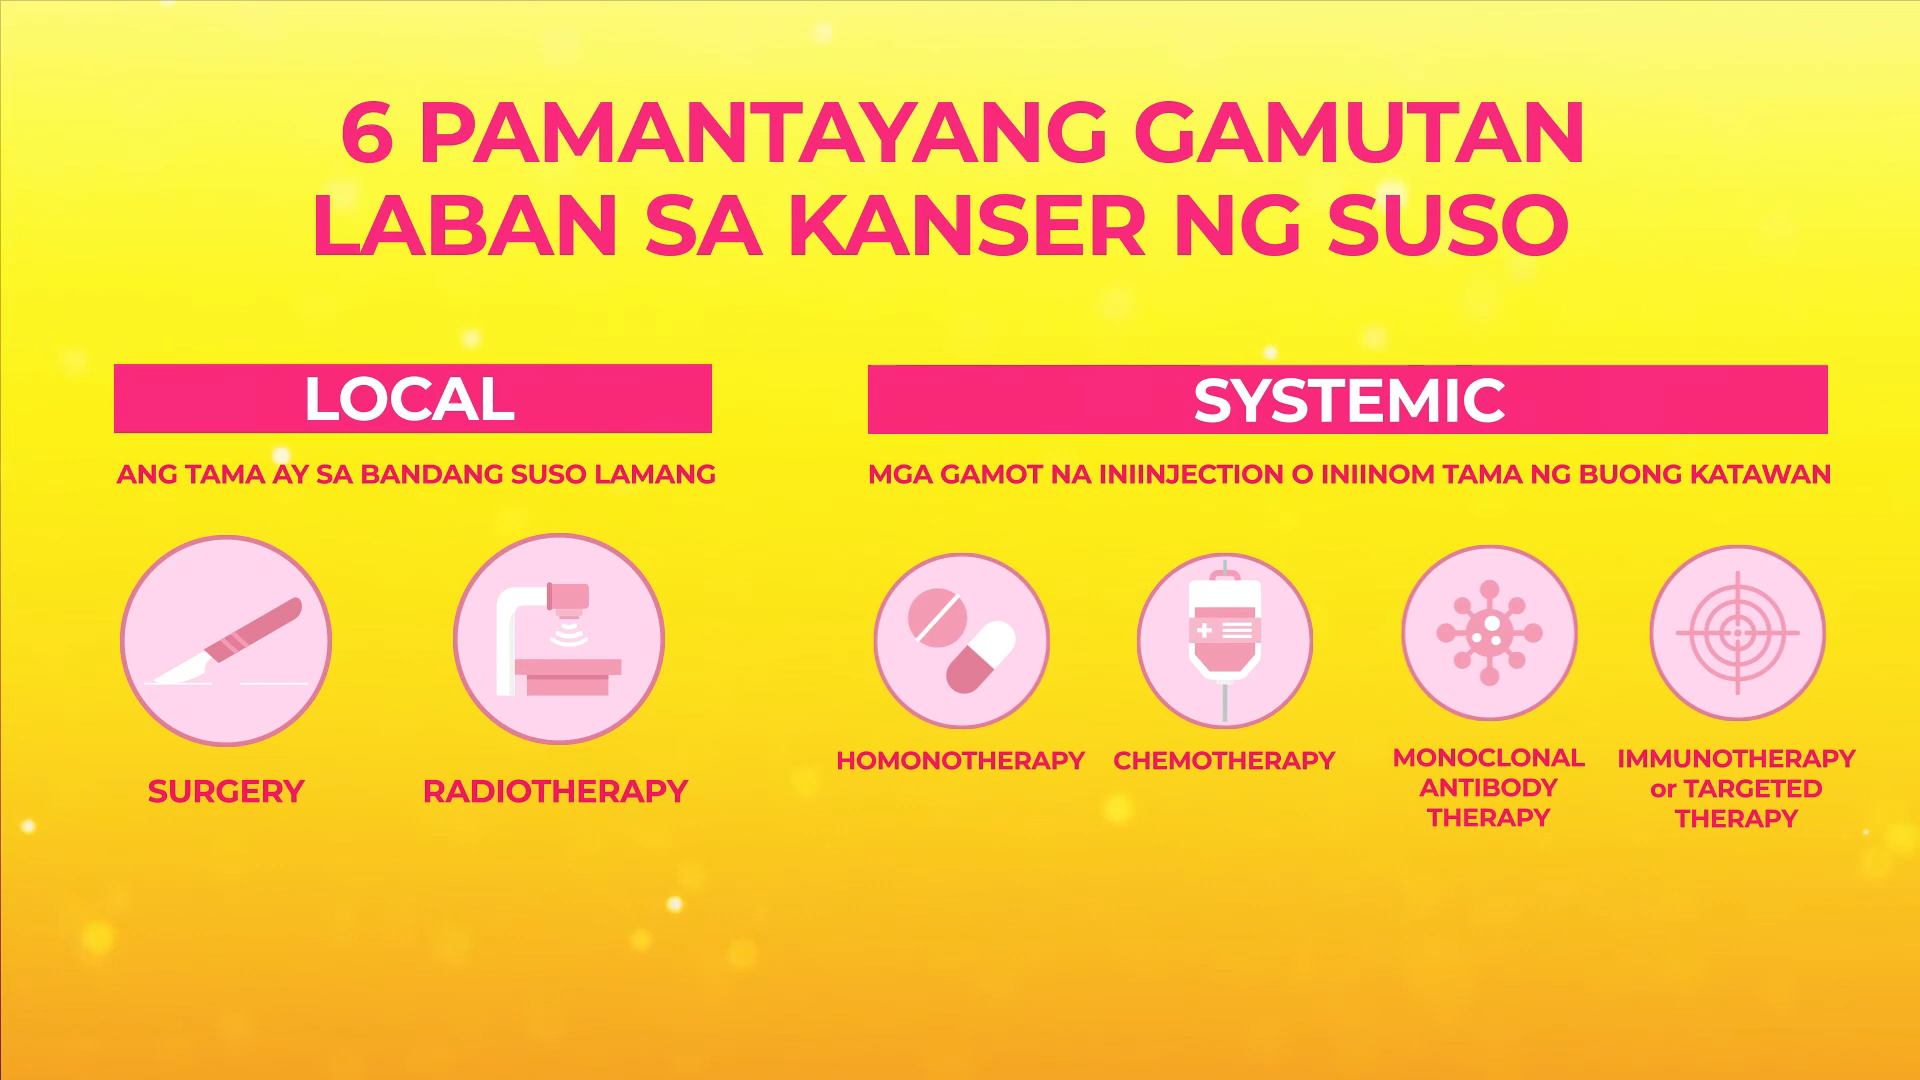 6 PAMANTAYANG GAMUTAN
LABAN SA KANSER NG SUSO
LOCAL
ANG TAMA AY SA BANDANG SUSO LAMANG
SURGERY
RADIOTHERAPY
SYSTEMIC
MGA GAMOT NA INIINJECTION O INIINOM TAMA NG BUONG KATAWAN
HOMONOTHERAPY
CHEMOTHERAPY
MONOCLONAL
ANTIBODY
THERAPY
IMMUNOTHERAPY
or TARGETED
THERAPY